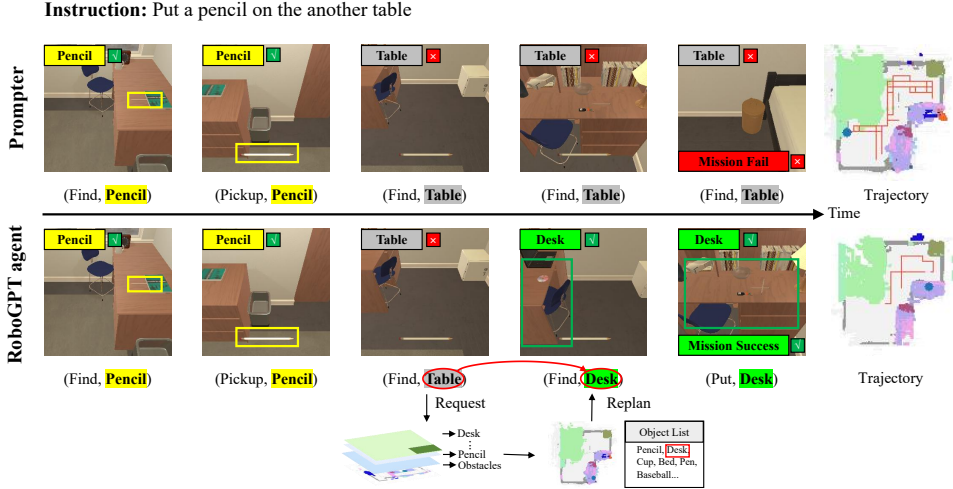 Instruction: Put a pencil on the another table
Prompter
Pencil √
Pencil √
Table ×
Table ×
Table ×
Mission Fail ×
(Find, Pencil)
(Pickup, Pencil)
(Find, Table)
(Find, Table)
(Find, Table)
Trajectory
Time
RoboGPT agent
Pencil √
Pencil √
Table ×
Desk √
Desk √
Mission Success √
(Find, Pencil)
(Pickup, Pencil)
(Find, Table)
(Find, Desk)
(Put, Desk)
Trajectory
Request
Replan
Desk
⋮
Pencil
Obstacles
Object List
Pencil, Desk,
Cup, Bed, Pen,
Baseball...